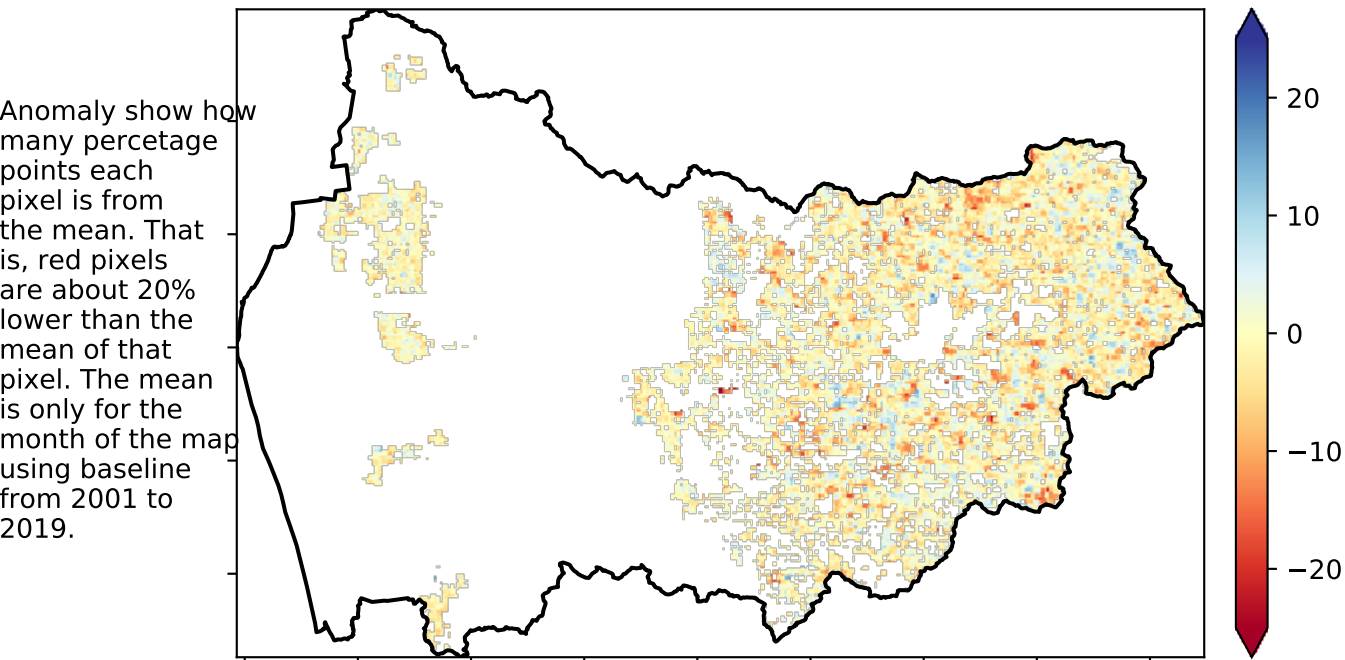 Anomaly show how
many percetage
points each
pixel is from
the mean. That
is, red pixels
are about 20%
lower than the
mean of that
pixel. The mean
is only for the
month of the map
using baseline
from 2001 to
2019.
20
10
0
−10
−20